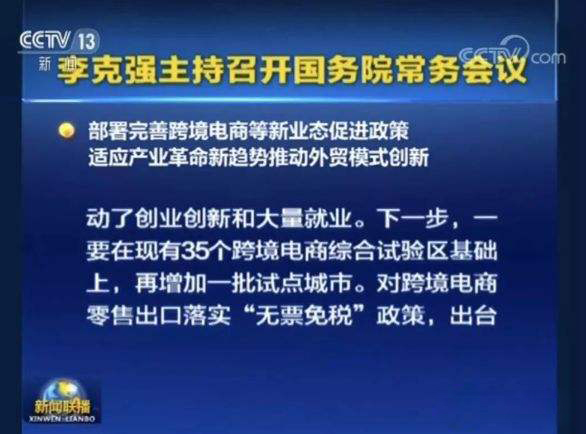 CCTV 13
新闻
CCTV.com
李克强主持召开国务院常务会议
部署完善跨境电商等新业态促进政策
适应产业革命新趋势推动外贸模式创新
动了创业创新和大量就业。下一步，一
要在现有35个跨境电商综合试验区基础
上，再增加一批试点城市。对跨境电商
零售出口落实“无票免税”政策，出台
新闻联播
XINWEN LIANBO